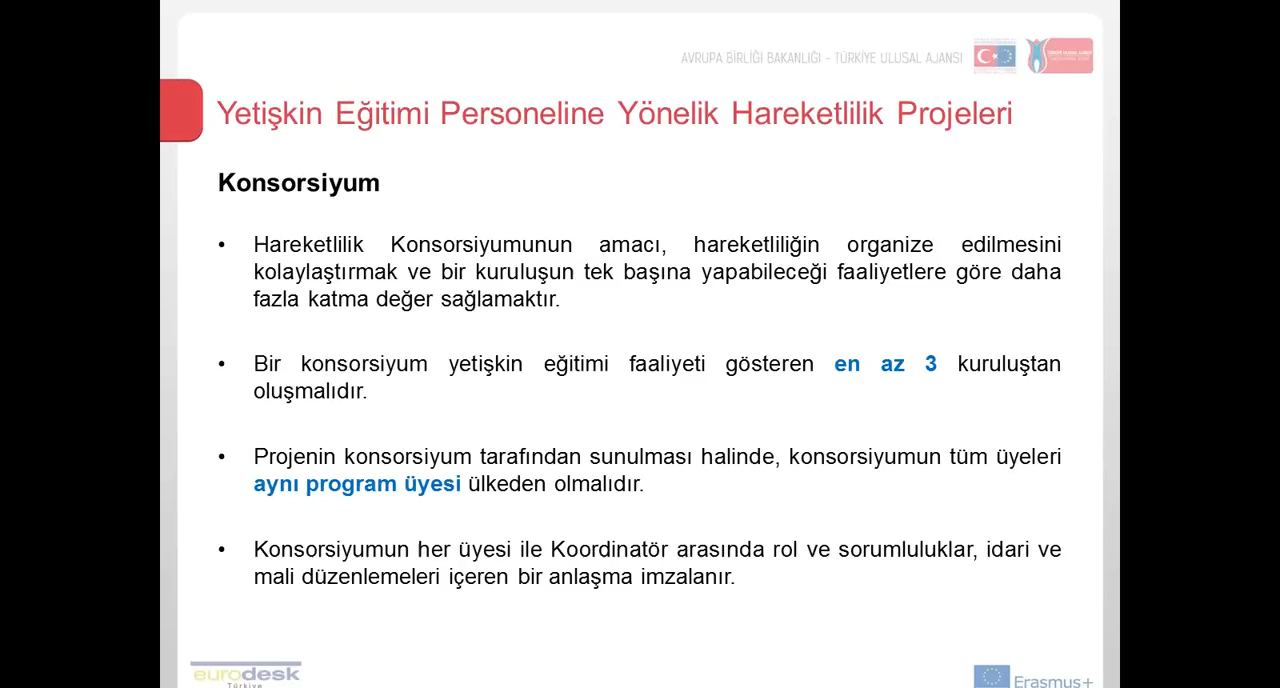 AVRUPA BİRLİĞİ BAKANLIĞI - TÜRKİYE ULUSAL AJANSI
Yetişkin Eğitimi Personeline Yönelik Hareketlilik Projeleri
Konsorsiyum
• Hareketlilik Konsorsiyumunun amacı, hareketliliğin organize edilmesini
kolaylaştırmak ve bir kuruluşun tek başına yapabileceği faaliyetlere göre daha
fazla katma değer sağlamaktır.
• Bir konsorsiyum yetişkin eğitimi faaliyeti gösteren en az 3 kuruluştan
oluşmalıdır.
• Projenin konsorsiyum tarafından sunulması halinde, konsorsiyumun tüm üyeleri
aynı program üyesi ülkeden olmalıdır.
• Konsorsiyumun her üyesi ile Koordinatör arasında rol ve sorumluluklar, idari ve
mali düzenlemeleri içeren bir anlaşma imzalanır.
eurodesk
Türkiye
Erasmus+